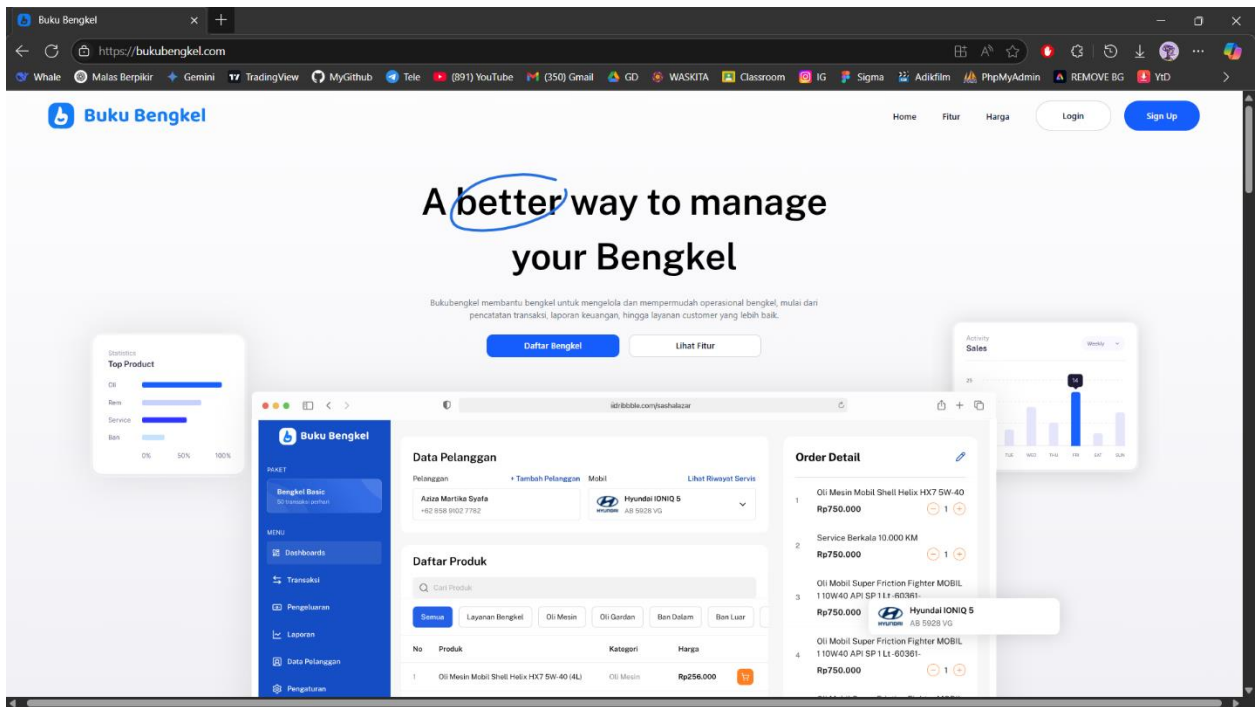 Buku Bengkel
https://bukubengkel.com
Whale
Malas Berpikir
Gemini
TradingView
MyGithub
Tele
(891) YouTube
(350) Gmail
GD
WASKITA
Classroom
IG
Sigma
Adikfilm
PhpMyAdmin
REMOVE BG
YtD
Buku Bengkel
Home
Fitur
Harga
Login
Sign Up
A better way to manage
your Bengkel
Bukubengkel membantu bengkel untuk mengelola dan mempermudah operasional bengkel, mulai dari
pencatatan transaksi, laporan keuangan, hingga layanan customer yang lebih baik.
Daftar Bengkel
Lihat Fitur
Statistics
Top Product
Oli
Rem
Service
Ban
0% 50% 100%
Activity
Sales
Weekly
25
14
TUE WED THU FRI SAT SUN
Buku Bengkel
PAKET
Bengkel Basic
50 transaksi perhari
MENU
Dashboards
Transaksi
Pengeluaran
Laporan
Data Pelanggan
Pengaturan
Data Pelanggan
Pelanggan
+ Tambah Pelanggan
Mobil
Lihat Riwayat Servis
Aziza Martika Syafa
+62 858 9102 7782
HYUNDAI
Hyundai IONIQ 5
AB 5928 VG
Daftar Produk
Cari Produk
Semua
Layanan Bengkel
Oli Mesin
Oli Gardan
Ban Dalam
Ban Luar
No Produk Kategori Harga
1 Oli Mesin Mobil Shell Helix HX7 5W-40 (4L) Oli Mesin Rp256.000
Order Detail
1 Oli Mesin Mobil Shell Helix HX7 5W-40
Rp750.000 1
2 Service Berkala 10.000 KM
Rp750.000 1
3 Oli Mobil Super Friction Fighter MOBIL
1 10W40 API SP 1 Lt -60361-
Rp750.000
HYUNDAI
Hyundai IONIQ 5
AB 5928 VG
4 Oli Mobil Super Friction Fighter MOBIL
1 10W40 API SP 1 Lt -60361-
Rp750.000 1